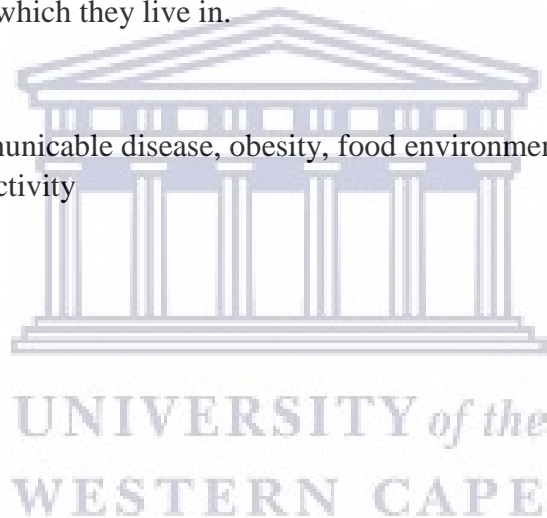 which they live in.
unicable disease, obesity, food environmen
ctivity
UNIVERSITY of the
WESTERN CAPE